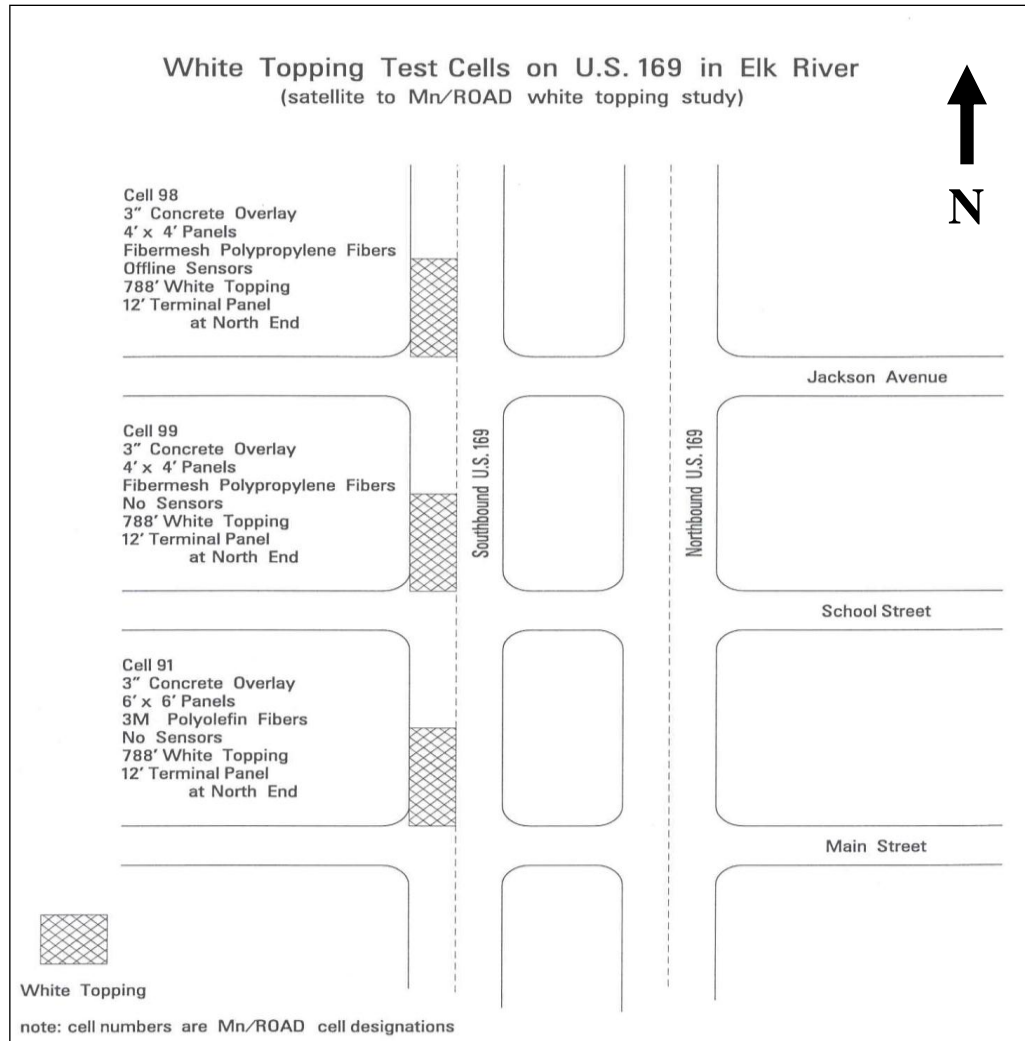 White Topping Test Cells on U.S. 169 in Elk River
(satellite to Mn/ROAD white topping study)
N
Cell 98
3" Concrete Overlay
4' x 4' Panels
Fibermesh Polypropylene Fibers
Offline Sensors
788' White Topping
12' Terminal Panel
at North End
Jackson Avenue
Cell 99
3" Concrete Overlay
4' x 4' Panels
Fibermesh Polypropylene Fibers
No Sensors
788' White Topping
12' Terminal Panel
at North End
Southbound U.S. 169
Northbound U.S. 169
School Street
Cell 91
3" Concrete Overlay
6' x 6' Panels
3M Polyolefin Fibers
No Sensors
788' White Topping
12' Terminal Panel
at North End
Main Street
White Topping
note: cell numbers are Mn/ROAD cell designations